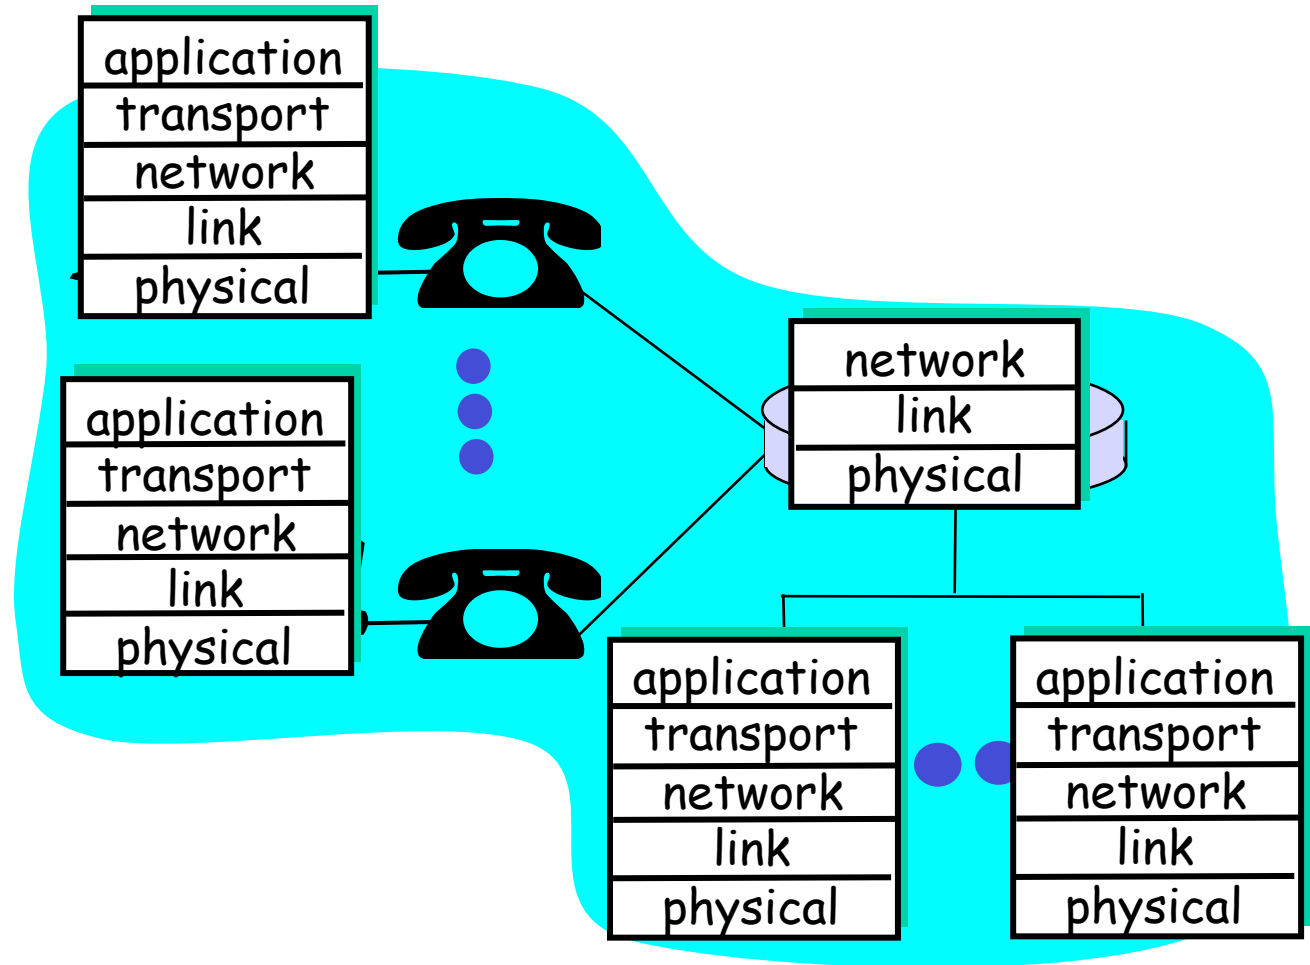 application
transport
network
link
physical
application
transport
network
link
physical
network
link
physical
application
transport
network
link
physical
application
transport
network
link
physical